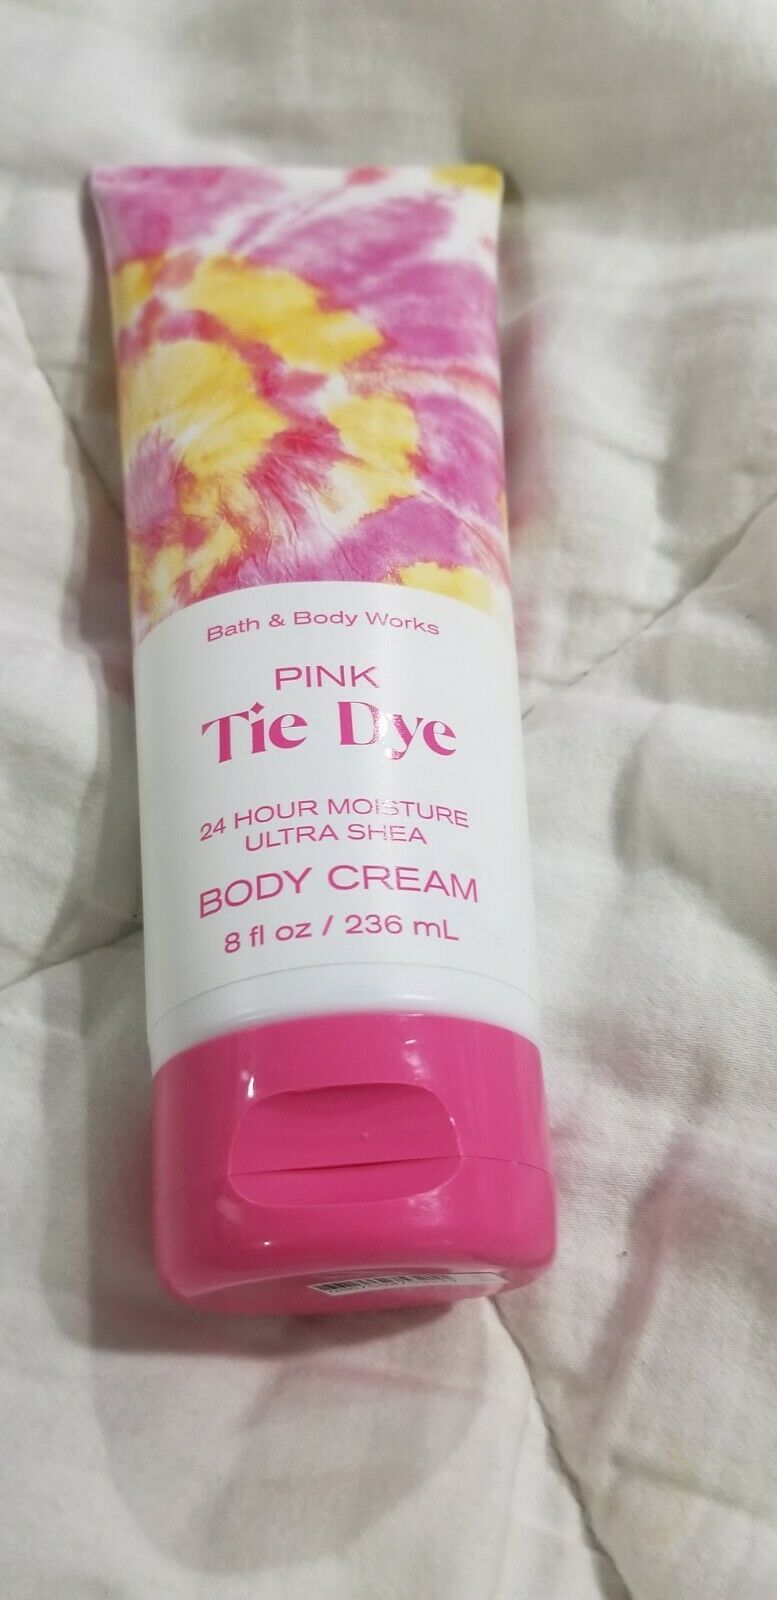 Bath & Body Works
PINK
Tie Dye
24 HOUR MOISTURE
ULTRA SHEA
BODY CREAM
8 fl oz / 236 mL